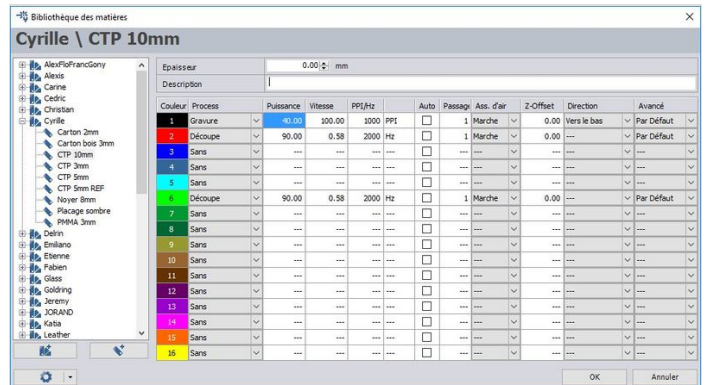 Bibliothèque des matières
Cyrille \ CTP 10mm
AlexFloFrancGony
Alexis
Carine
Cedric
Christian
Cyrille
Carton 2mm
Carton bois 3mm
CTP 10mm
CTP 3mm
CTP 5mm
CTP 5mm REF
Noyer 8mm
Placage sombre
PMMA 3mm
Delrin
Emiliano
Etienne
Fabien
Glass
Goldring
Jeremy
JORAND
Katia
Leather
Epaisseur 0.00 mm
Description
Couleur Process Puissance Vitesse PPI/Hz Auto Passage Ass. d'air Z-Offset Direction Avancé
1 Gravure 40.00 100.00 1000 PPI 1 Marche 0.00 Vers le bas Par Défaut
2 Découpe 90.00 0.58 2000 Hz 1 Marche 0.00 --- Par Défaut
3 Sans --- --- --- --- --- --- --- --- ---
4 Sans --- --- --- --- --- --- --- --- ---
5 Sans --- --- --- --- --- --- --- --- ---
6 Découpe 90.00 0.58 2000 Hz 1 Marche 0.00 --- Par Défaut
7 Sans --- --- --- --- --- --- --- --- ---
8 Sans --- --- --- --- --- --- --- --- ---
9 Sans --- --- --- --- --- --- --- --- ---
10 Sans --- --- --- --- --- --- --- --- ---
11 Sans --- --- --- --- --- --- --- --- ---
12 Sans --- --- --- --- --- --- --- --- ---
13 Sans --- --- --- --- --- --- --- --- ---
14 Sans --- --- --- --- --- --- --- --- ---
15 Sans --- --- --- --- --- --- --- --- ---
16 Sans --- --- --- --- --- --- --- --- ---
OK Annuler